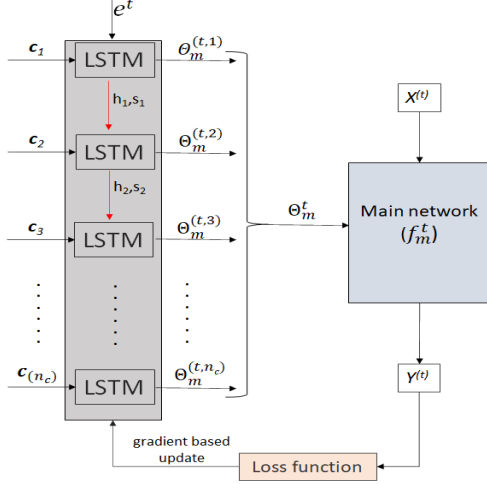 e^t
c_1 LSTM Θ_m^(t,1)
h_1,s_1
X^(t)
c_2 LSTM Θ_m^(t,2)
h_2,s_2
Θ_m^t
Main network
(f_m^t)
c_3 LSTM Θ_m^(t,3)
c_(n_c) LSTM Θ_m^(t,n_c)
Y^(t)
gradient based
update
Loss function